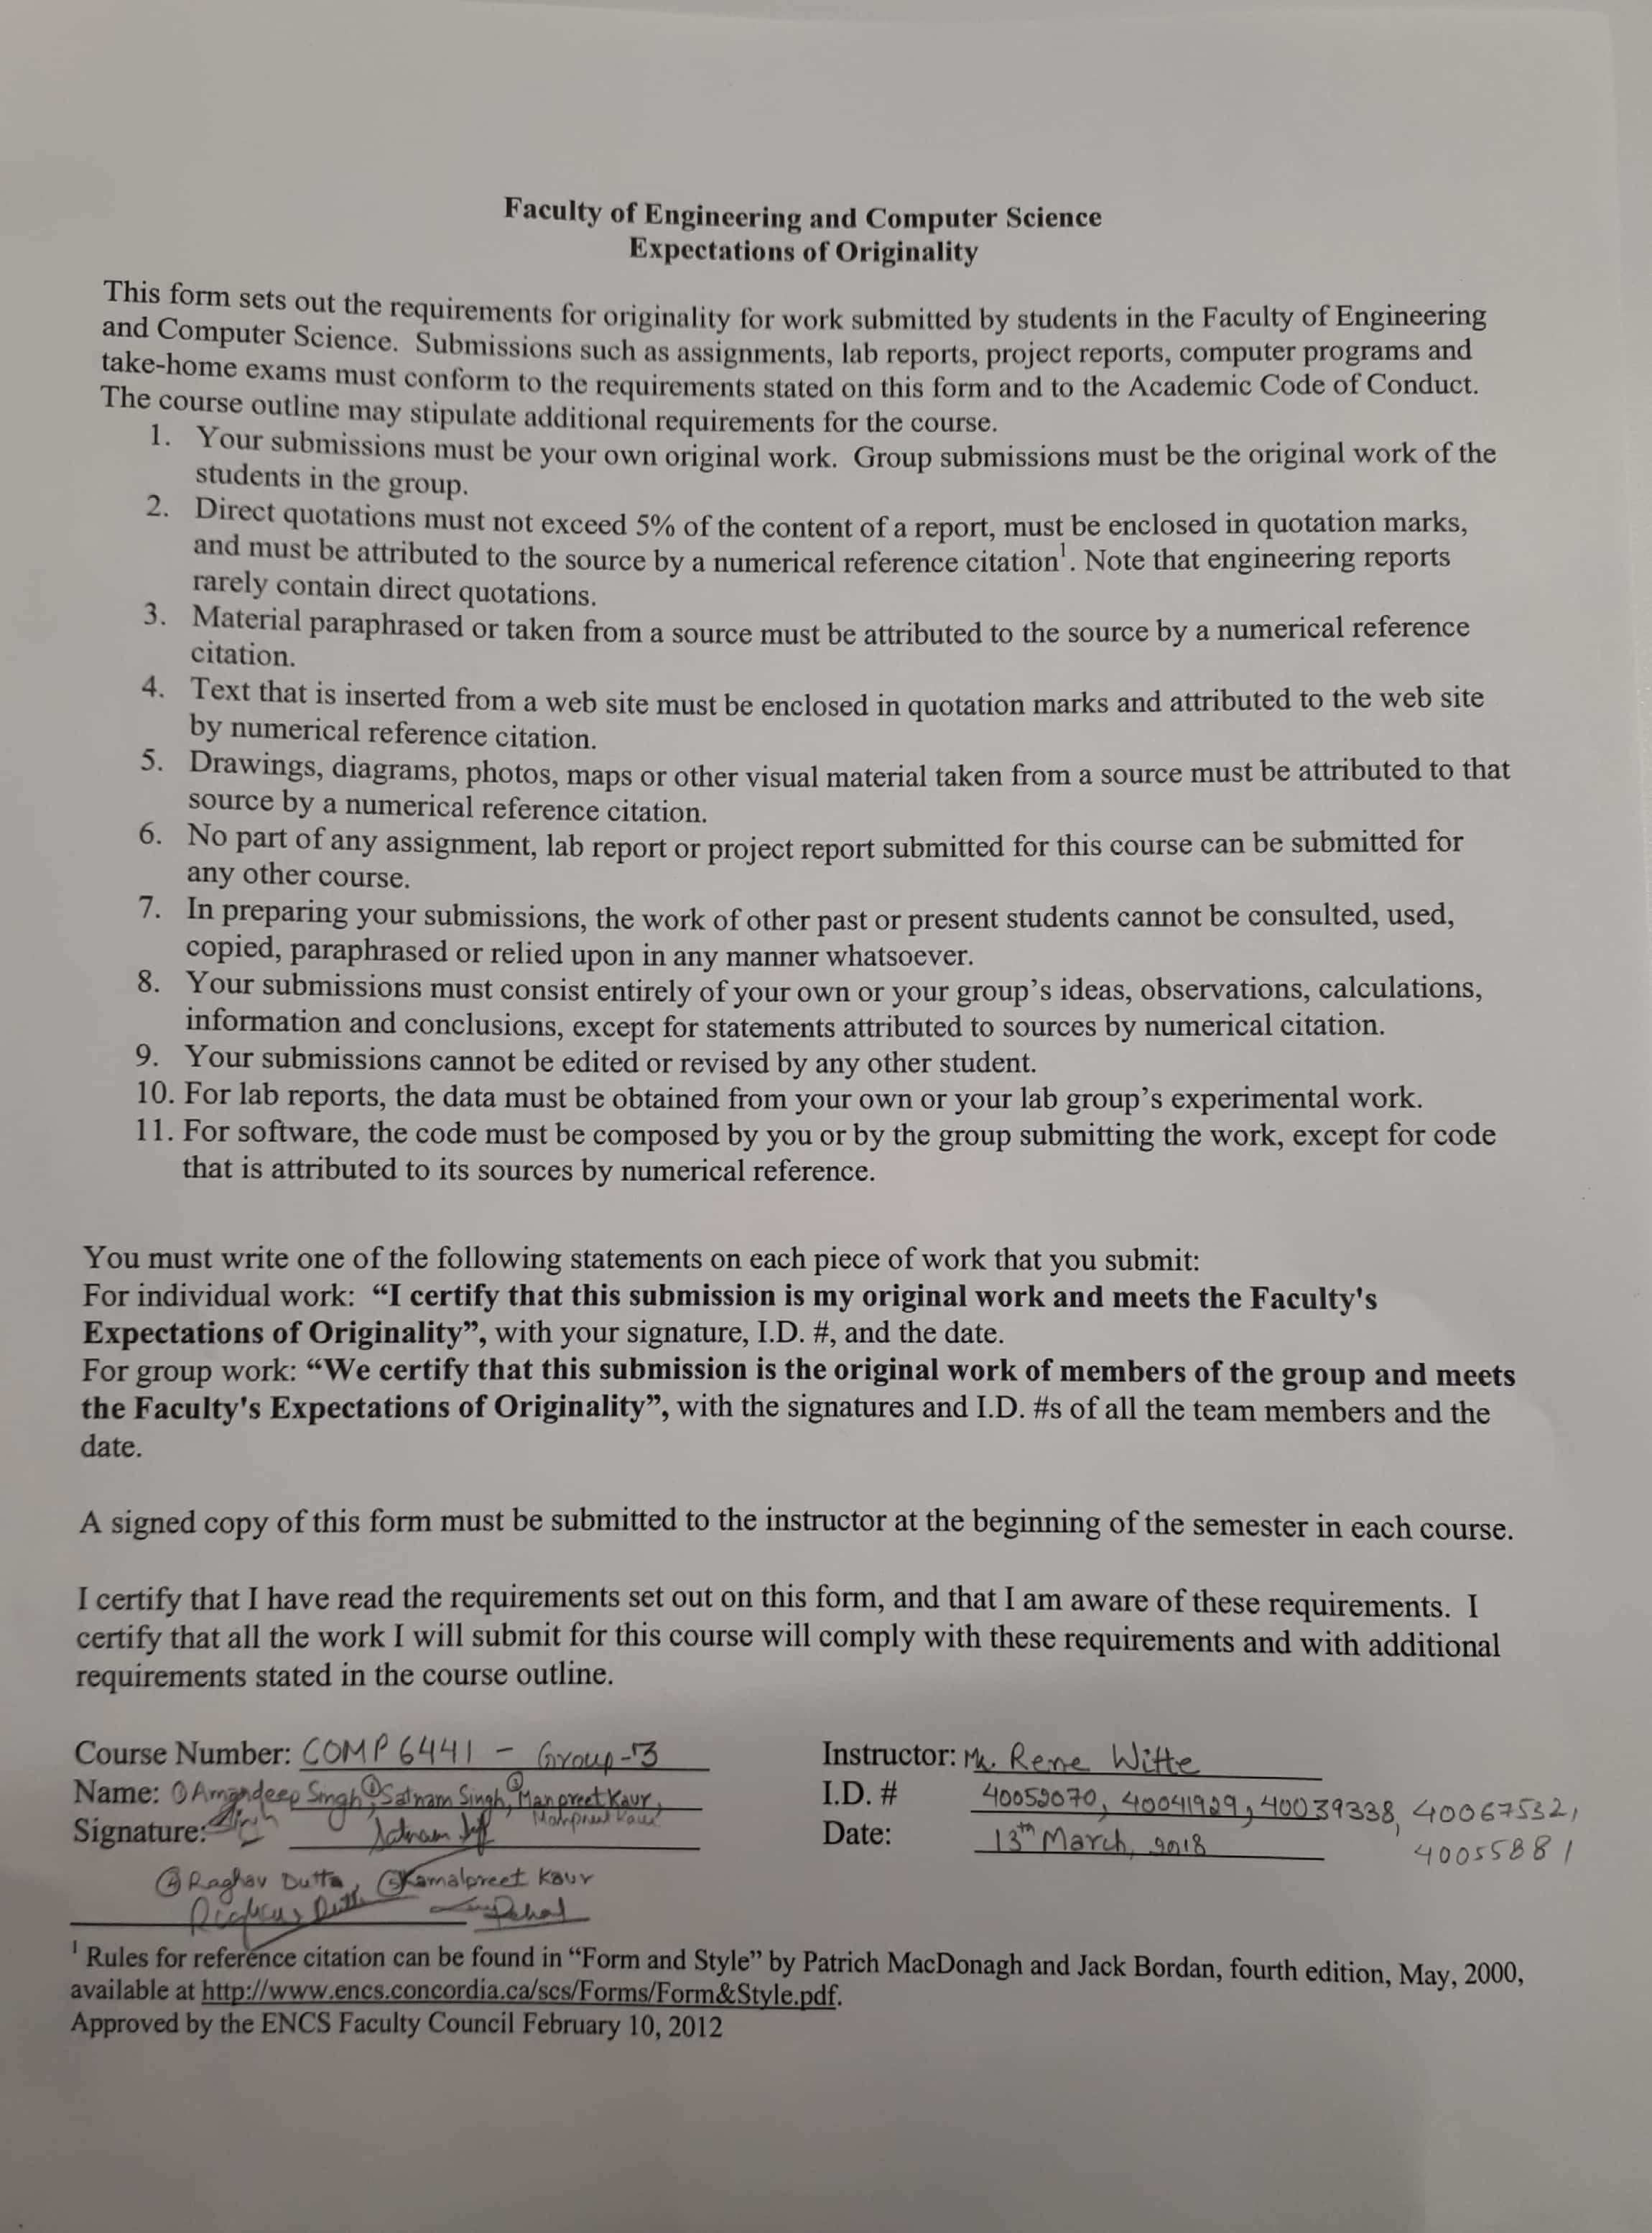 Faculty of Engineering and Computer Science
Expectations of Originality
This form sets out the requirements for originality for work submitted by students in the Faculty of Engineering
and Computer Science.  Submissions such as assignments, lab reports, project reports, computer programs and
take-home exams must conform to the requirements stated on this form and to the Academic Code of Conduct.
The course outline may stipulate additional requirements for the course.
1. Your submissions must be your own original work.  Group submissions must be the original work of the
students in the group.
2. Direct quotations must not exceed 5% of the content of a report, must be enclosed in quotation marks,
and must be attributed to the source by a numerical reference citation¹. Note that engineering reports
rarely contain direct quotations.
3. Material paraphrased or taken from a source must be attributed to the source by a numerical reference
citation.
4. Text that is inserted from a web site must be enclosed in quotation marks and attributed to the web site
by numerical reference citation.
5. Drawings, diagrams, photos, maps or other visual material taken from a source must be attributed to that
source by a numerical reference citation.
6. No part of any assignment, lab report or project report submitted for this course can be submitted for
any other course.
7. In preparing your submissions, the work of other past or present students cannot be consulted, used,
copied, paraphrased or relied upon in any manner whatsoever.
8. Your submissions must consist entirely of your own or your group’s ideas, observations, calculations,
information and conclusions, except for statements attributed to sources by numerical citation.
9. Your submissions cannot be edited or revised by any other student.
10. For lab reports, the data must be obtained from your own or your lab group’s experimental work.
11. For software, the code must be composed by you or by the group submitting the work, except for code
that is attributed to its sources by numerical reference.
You must write one of the following statements on each piece of work that you submit:
For individual work:  “I certify that this submission is my original work and meets the Faculty's
Expectations of Originality”, with your signature, I.D. #, and the date.
For group work: “We certify that this submission is the original work of members of the group and meets
the Faculty's Expectations of Originality”, with the signatures and I.D. #s of all the team members and the
date.
A signed copy of this form must be submitted to the instructor at the beginning of the semester in each course.
I certify that I have read the requirements set out on this form, and that I am aware of these requirements.  I
certify that all the work I will submit for this course will comply with these requirements and with additional
requirements stated in the course outline.
Course Number: COMP 6441 - Group-3 Instructor: Mr. Rene Witte
Name: ① Amandeep Singh, ② Satnam Singh, ③ Manpreet Kaur, I.D. # 40052070, 40041929, 40039338, 40067532,
Signature: Satnam Manpreet Kaur Date: 13th March, 2018 40055881
④ Raghav Dutta, ⑤ Kamalpreet Kaur
¹ Rules for reference citation can be found in “Form and Style” by Patrich MacDonagh and Jack Bordan, fourth edition, May, 2000,
available at http://www.encs.concordia.ca/scs/Forms/Form&Style.pdf.
Approved by the ENCS Faculty Council February 10, 2012